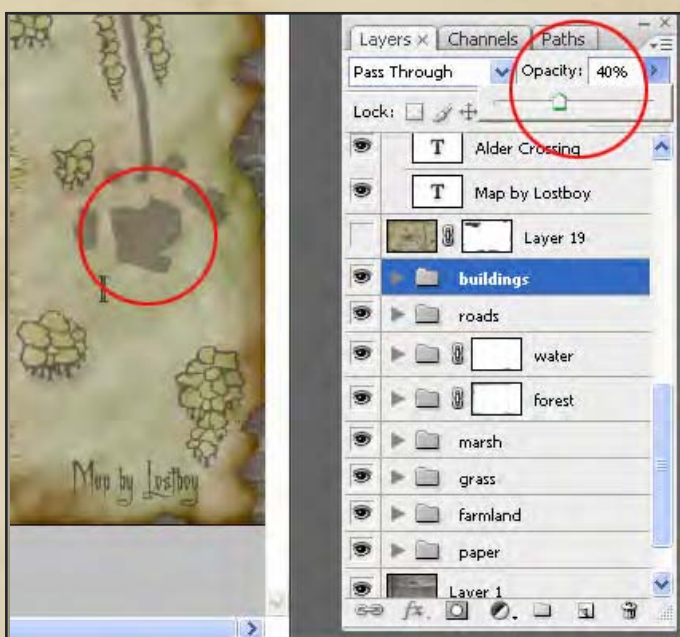 Layers × Channels Paths
Pass Through Opacity: 40%
Lock:
T Alder Crossing
T Map by Lostboy
Layer 19
buildings
roads
water
forest
marsh
grass
farmland
paper
Layer 1
fx.
Map by Lostboy